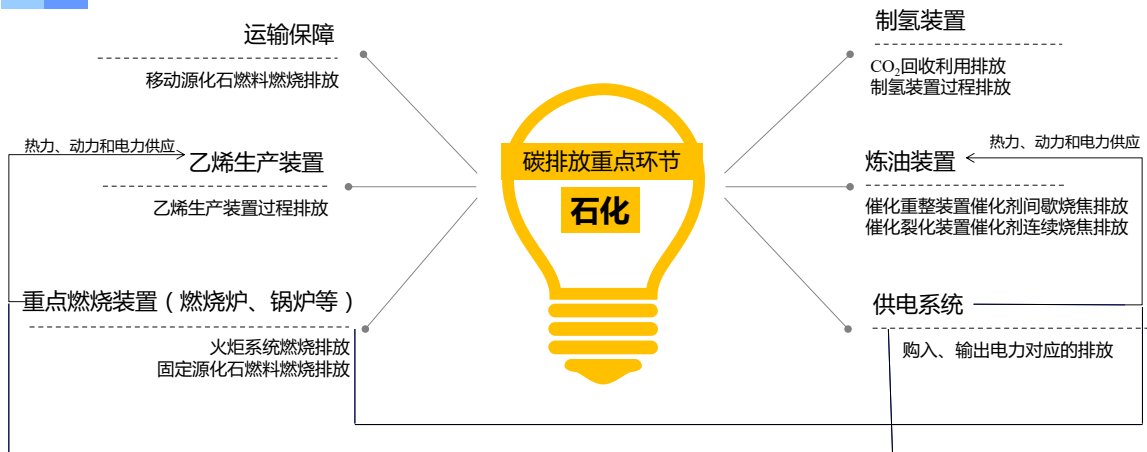 运输保障
移动源化石燃料燃烧排放
热力、动力和电力供应
乙烯生产装置
乙烯生产装置过程排放
重点燃烧装置（燃烧炉、锅炉等）
火炬系统燃烧排放
固定源化石燃料燃烧排放
碳排放重点环节
石化
制氢装置
CO₂回收利用排放
制氢装置过程排放
热力、动力和电力供应
炼油装置
催化重整装置催化剂间歇烧焦排放
催化裂化装置催化剂连续烧焦排放
供电系统
购入、输出电力对应的排放